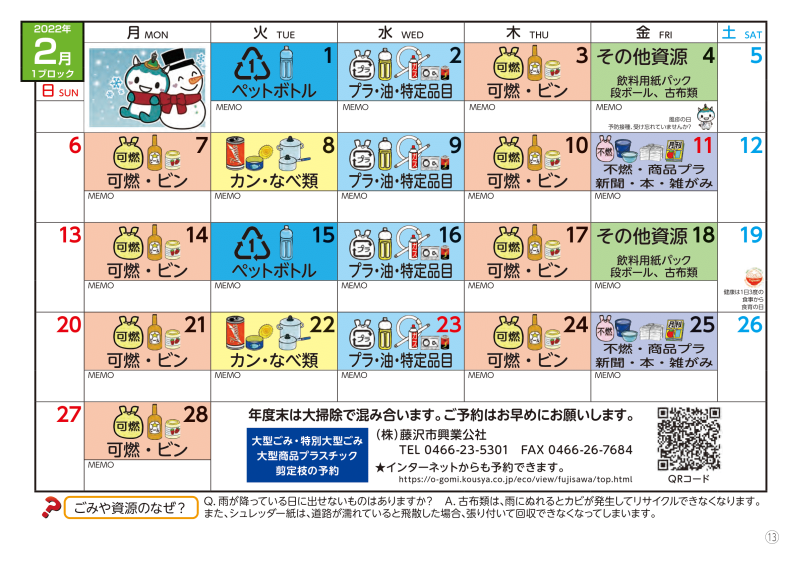 2022年
2月
1ブロック
日 SUN
月 MON
火 TUE
水 WED
木 THU
金 FRI
土 SAT
1
ペットボトル
MEMO
2
プラ
プラ・油・特定品目
MEMO
3
可燃
可燃・ビン
MEMO
その他資源 4
飲料用紙パック
段ボール、古布類
MEMO
風疹の日
予防接種、受け忘れていませんか?
5
6
7
可燃
可燃・ビン
MEMO
8
カン・なべ類
MEMO
9
プラ
プラ・油・特定品目
MEMO
10
可燃
可燃・ビン
MEMO
11
不燃
不燃・商品プラ
新聞・本・雑がみ
MEMO
12
13
14
可燃
可燃・ビン
MEMO
15
1
ペットボトル
MEMO
16
プラ
プラ・油・特定品目
MEMO
17
可燃
可燃・ビン
MEMO
その他資源 18
飲料用紙パック
段ボール、古布類
MEMO
19
健康は1日3度の
食事から
食育の日
20
21
可燃
可燃・ビン
MEMO
22
カン・なべ類
MEMO
23
プラ
プラ・油・特定品目
MEMO
24
可燃
可燃・ビン
MEMO
25
不燃
不燃・商品プラ
新聞・本・雑がみ
MEMO
26
27
28
可燃
可燃・ビン
MEMO
年度末は大掃除で混み合います。ご予約はお早めにお願いします。
大型ごみ・特別大型ごみ
大型商品プラスチック
剪定枝の予約
(株)藤沢市興業公社
TEL 0466-23-5301 FAX 0466-26-7684
★インターネットからも予約できます。
https://o-gomi.kousya.co.jp/eco/view/fujisawa/top.html
QRコード
ごみや資源のなぜ?
Q. 雨が降っている日に出せないものはありますか? A. 古布類は、雨にぬれるとカビが発生してリサイクルできなくなります。
また、シュレッダー紙は、道路が濡れていると飛散した場合、張り付いて回収できなくなってしまいます。
13